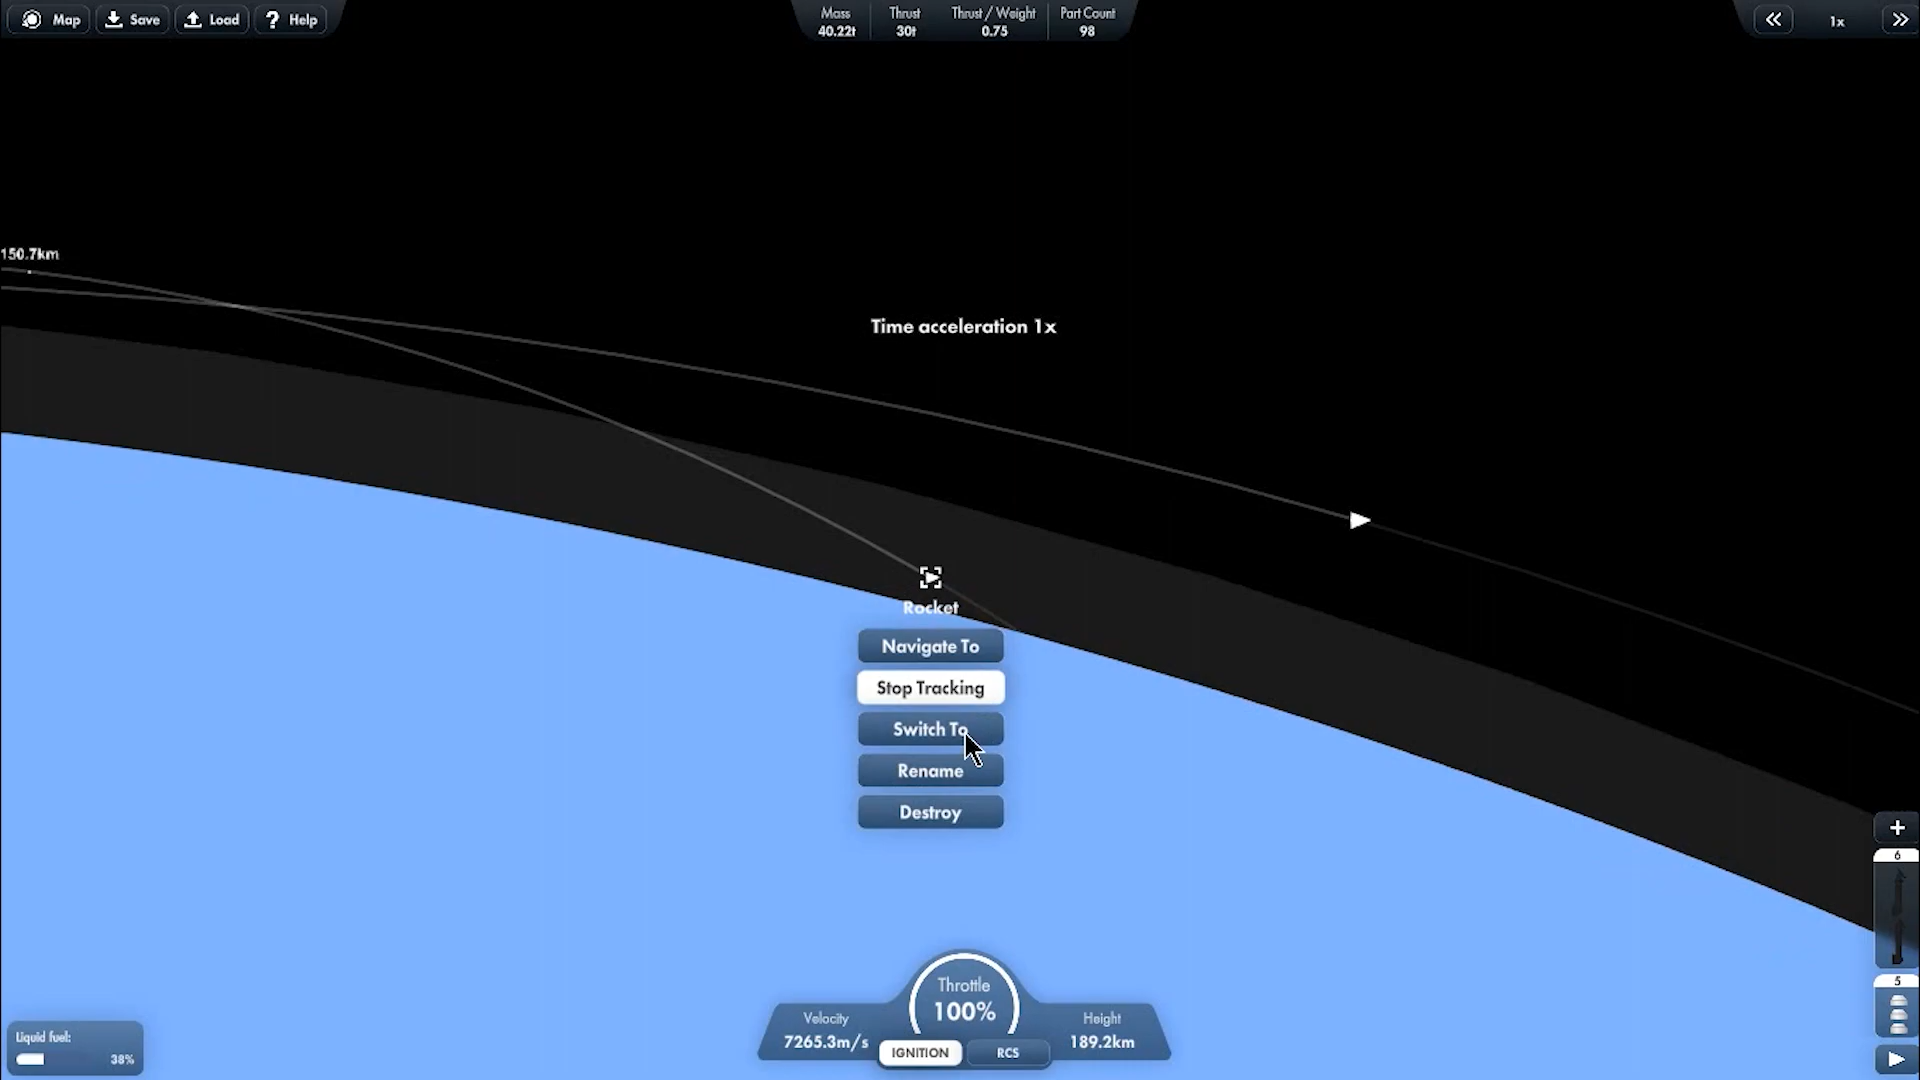 Map
Save
Load
? Help
Mass
40.22t
Thrust
30t
Thrust / Weight
0.75
Part Count
98
1x
150.7km
Time acceleration 1x
Rocket
Navigate To
Stop Tracking
Switch To
Rename
Destroy
+
6
5
Throttle
100%
Velocity
7265.3m/s
Height
189.2km
IGNITION
RCS
Liquid fuel:
38%